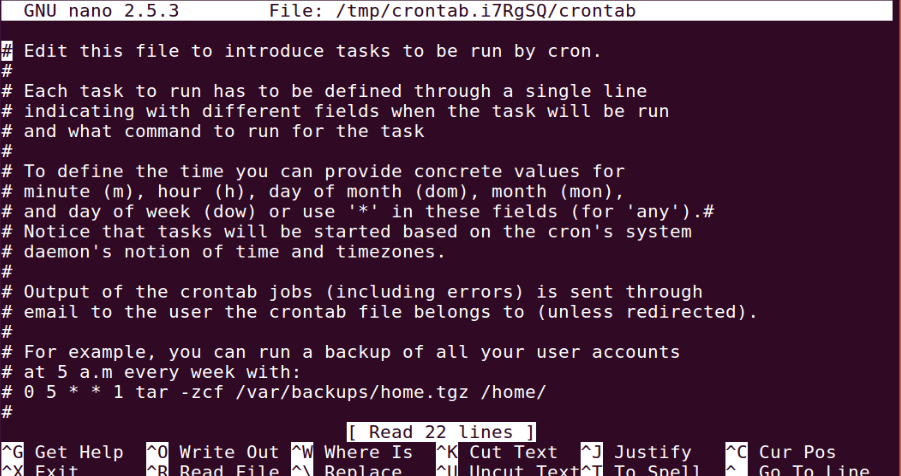 GNU nano 2.5.3 File: /tmp/crontab.i7RgSQ/crontab
# Edit this file to introduce tasks to be run by cron.
#
# Each task to run has to be defined through a single line
# indicating with different fields when the task will be run
# and what command to run for the task
#
# To define the time you can provide concrete values for
# minute (m), hour (h), day of month (dom), month (mon),
# and day of week (dow) or use '*' in these fields (for 'any').#
# Notice that tasks will be started based on the cron's system
# daemon's notion of time and timezones.
#
# Output of the crontab jobs (including errors) is sent through
# email to the user the crontab file belongs to (unless redirected).
#
# For example, you can run a backup of all your user accounts
# at 5 a.m every week with:
# 0 5 * * 1 tar -zcf /var/backups/home.tgz /home/
#
[ Read 22 lines ]
^G Get Help ^O Write Out ^W Where Is ^K Cut Text ^J Justify ^C Cur Pos
^X Exit ^R Read File ^\ Replace ^U Uncut Text ^T To Spell ^_ Go To Line